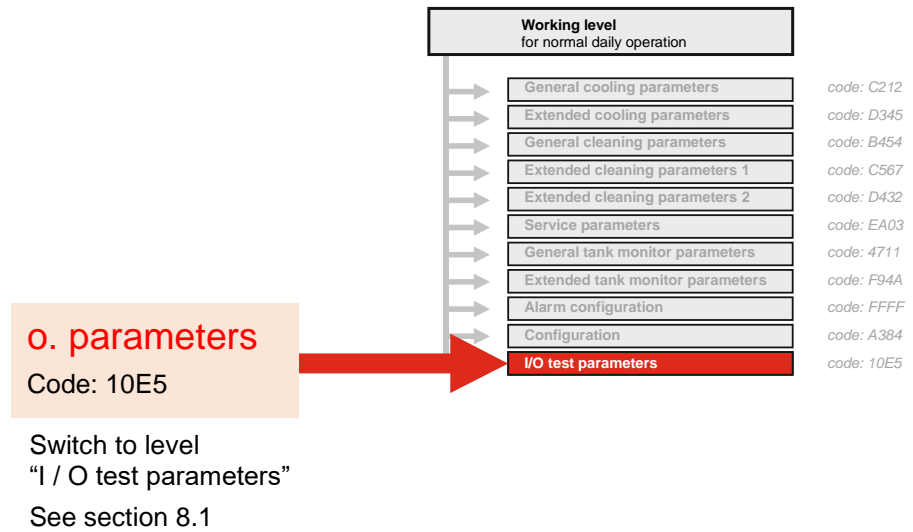 Working level
for normal daily operation
General cooling parameters code: C212
Extended cooling parameters code: D345
General cleaning parameters code: B454
Extended cleaning parameters 1 code: C567
Extended cleaning parameters 2 code: D432
Service parameters code: EA03
General tank monitor parameters code: 4711
Extended tank monitor parameters code: F94A
Alarm configuration code: FFFF
Configuration code: A384
I/O test parameters code: 10E5
o. parameters
Code: 10E5
Switch to level
“I / O test parameters”
See section 8.1